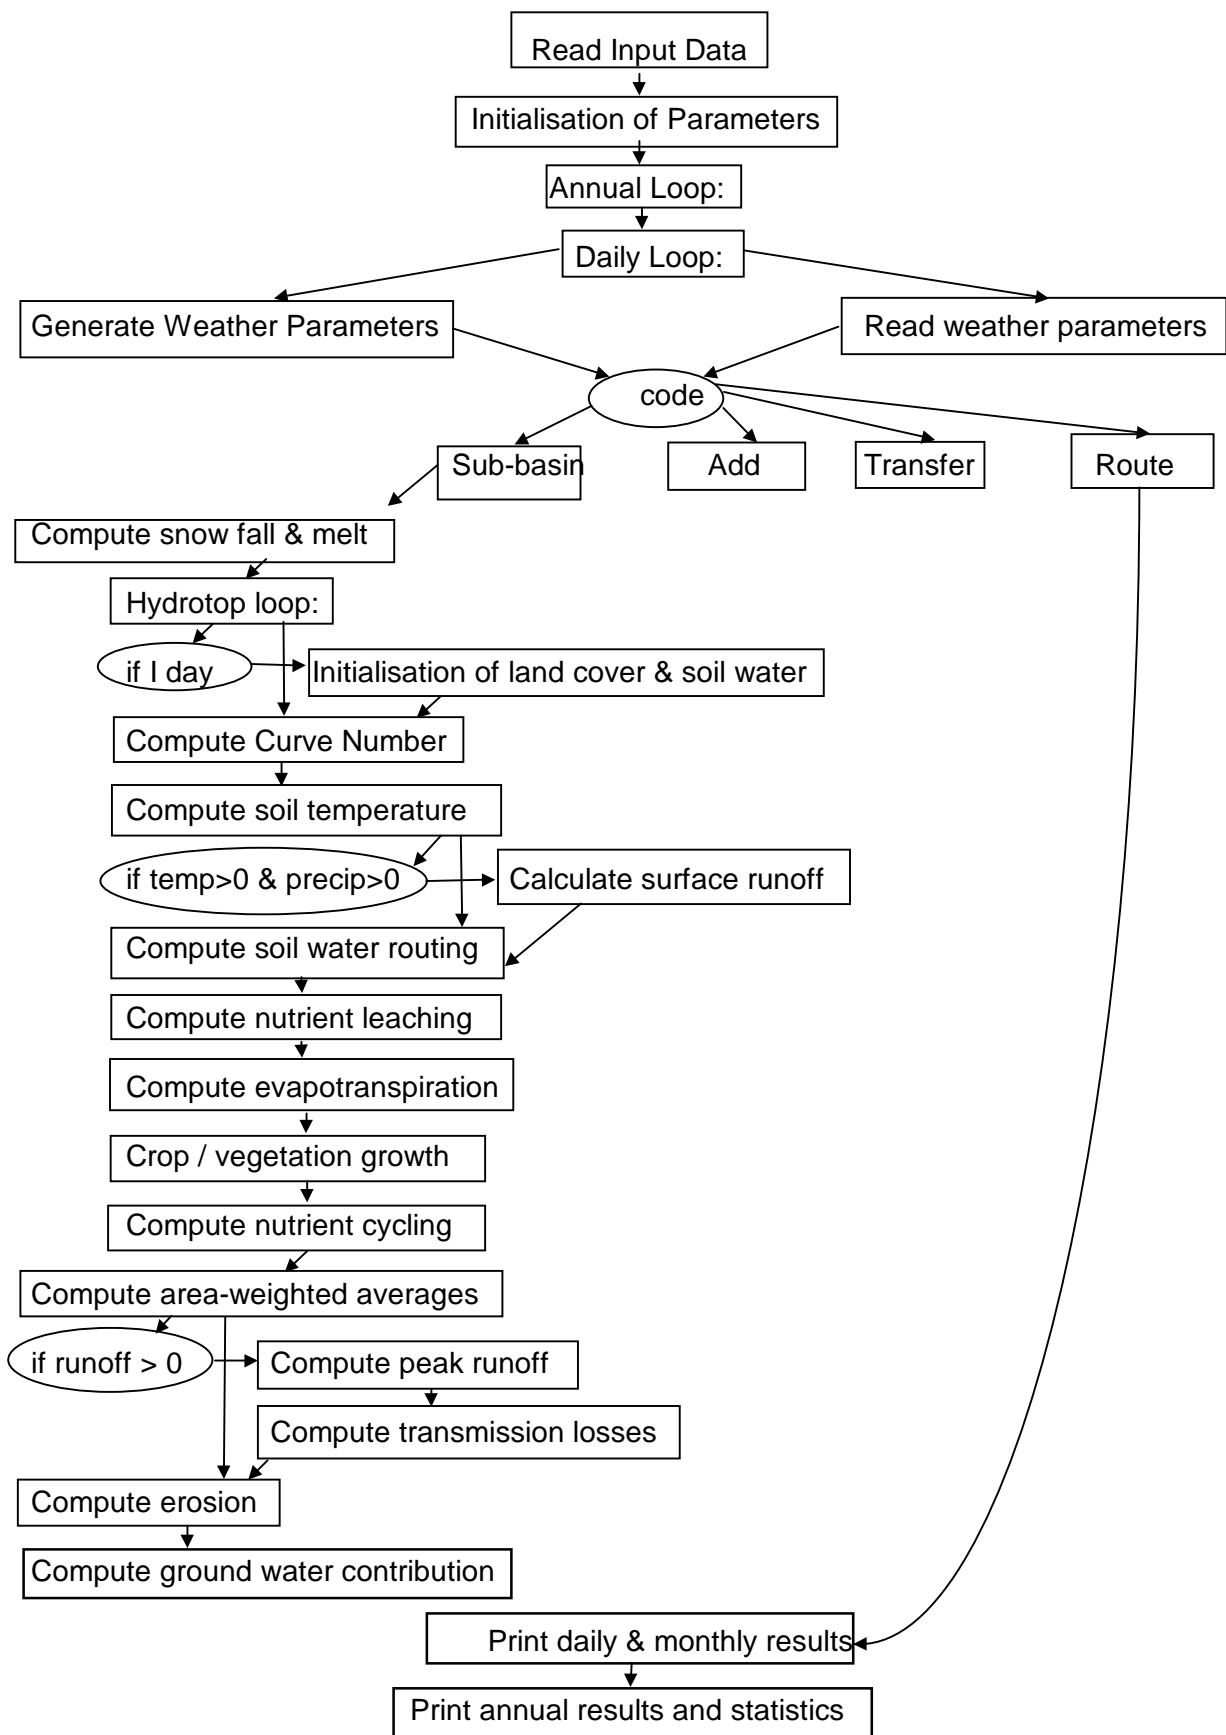 Read Input Data
Initialisation of Parameters
Annual Loop:
Daily Loop:
Generate Weather Parameters
Read weather parameters
code
Sub-basin
Add
Transfer
Route
Compute snow fall & melt
Hydrotop loop:
if I day
Initialisation of land cover & soil water
Compute Curve Number
Compute soil temperature
if temp>0 & precip>0
Calculate surface runoff
Compute soil water routing
Compute nutrient leaching
Compute evapotranspiration
Crop / vegetation growth
Compute nutrient cycling
Compute area-weighted averages
if runoff > 0
Compute peak runoff
Compute transmission losses
Compute erosion
Compute ground water contribution
Print daily & monthly results
Print annual results and statistics